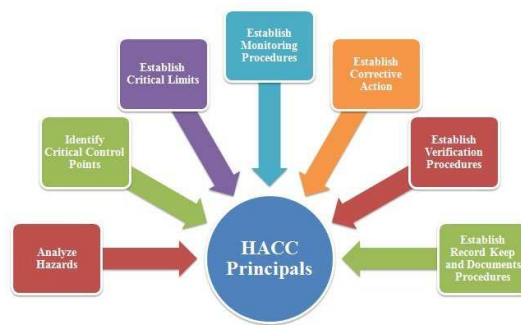 Analyze
Hazards
Identify
Critical Control
Points
Establish
Critical Limits
Establish
Monitoring
Procedures
Establish
Corrective
Action
Establish
Verification
Procedures
Establish
Record Keep
and Documents
Procedures
HACC
Principals